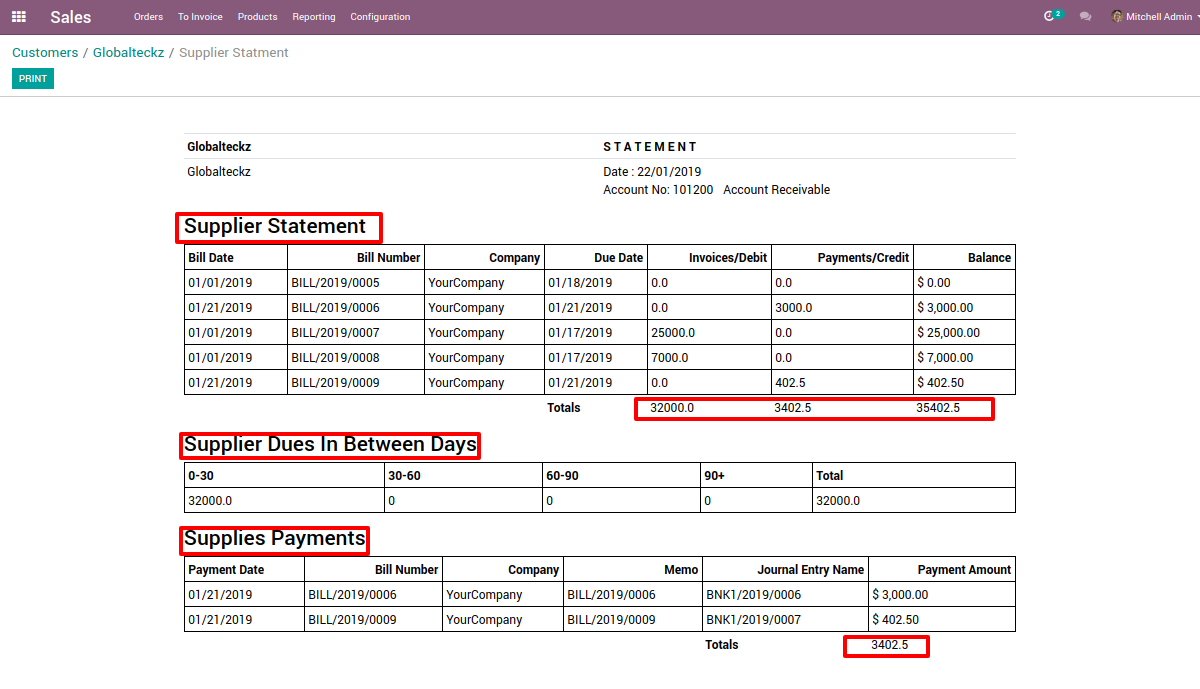 Sales Orders To Invoice Products Reporting Configuration 2 Mitchell Admin
Customers / Globalteckz / Supplier Statment
PRINT
Globalteckz STATEMENT
Globalteckz Date : 22/01/2019
Account No: 101200 Account Receivable
Supplier Statement
Bill Date Bill Number Company Due Date Invoices/Debit Payments/Credit Balance
01/01/2019 BILL/2019/0005 YourCompany 01/18/2019 0.0 0.0 $ 0.00
01/21/2019 BILL/2019/0006 YourCompany 01/21/2019 0.0 3000.0 $ 3,000.00
01/01/2019 BILL/2019/0007 YourCompany 01/17/2019 25000.0 0.0 $ 25,000.00
01/01/2019 BILL/2019/0008 YourCompany 01/17/2019 7000.0 0.0 $ 7,000.00
01/21/2019 BILL/2019/0009 YourCompany 01/21/2019 0.0 402.5 $ 402.50
Totals 32000.0 3402.5 35402.5
Supplier Dues In Between Days
0-30 30-60 60-90 90+ Total
32000.0 0 0 0 32000.0
Supplies Payments
Payment Date Bill Number Company Memo Journal Entry Name Payment Amount
01/21/2019 BILL/2019/0006 YourCompany BILL/2019/0006 BNK1/2019/0006 $ 3,000.00
01/21/2019 BILL/2019/0009 YourCompany BILL/2019/0009 BNK1/2019/0007 $ 402.50
Totals 3402.5